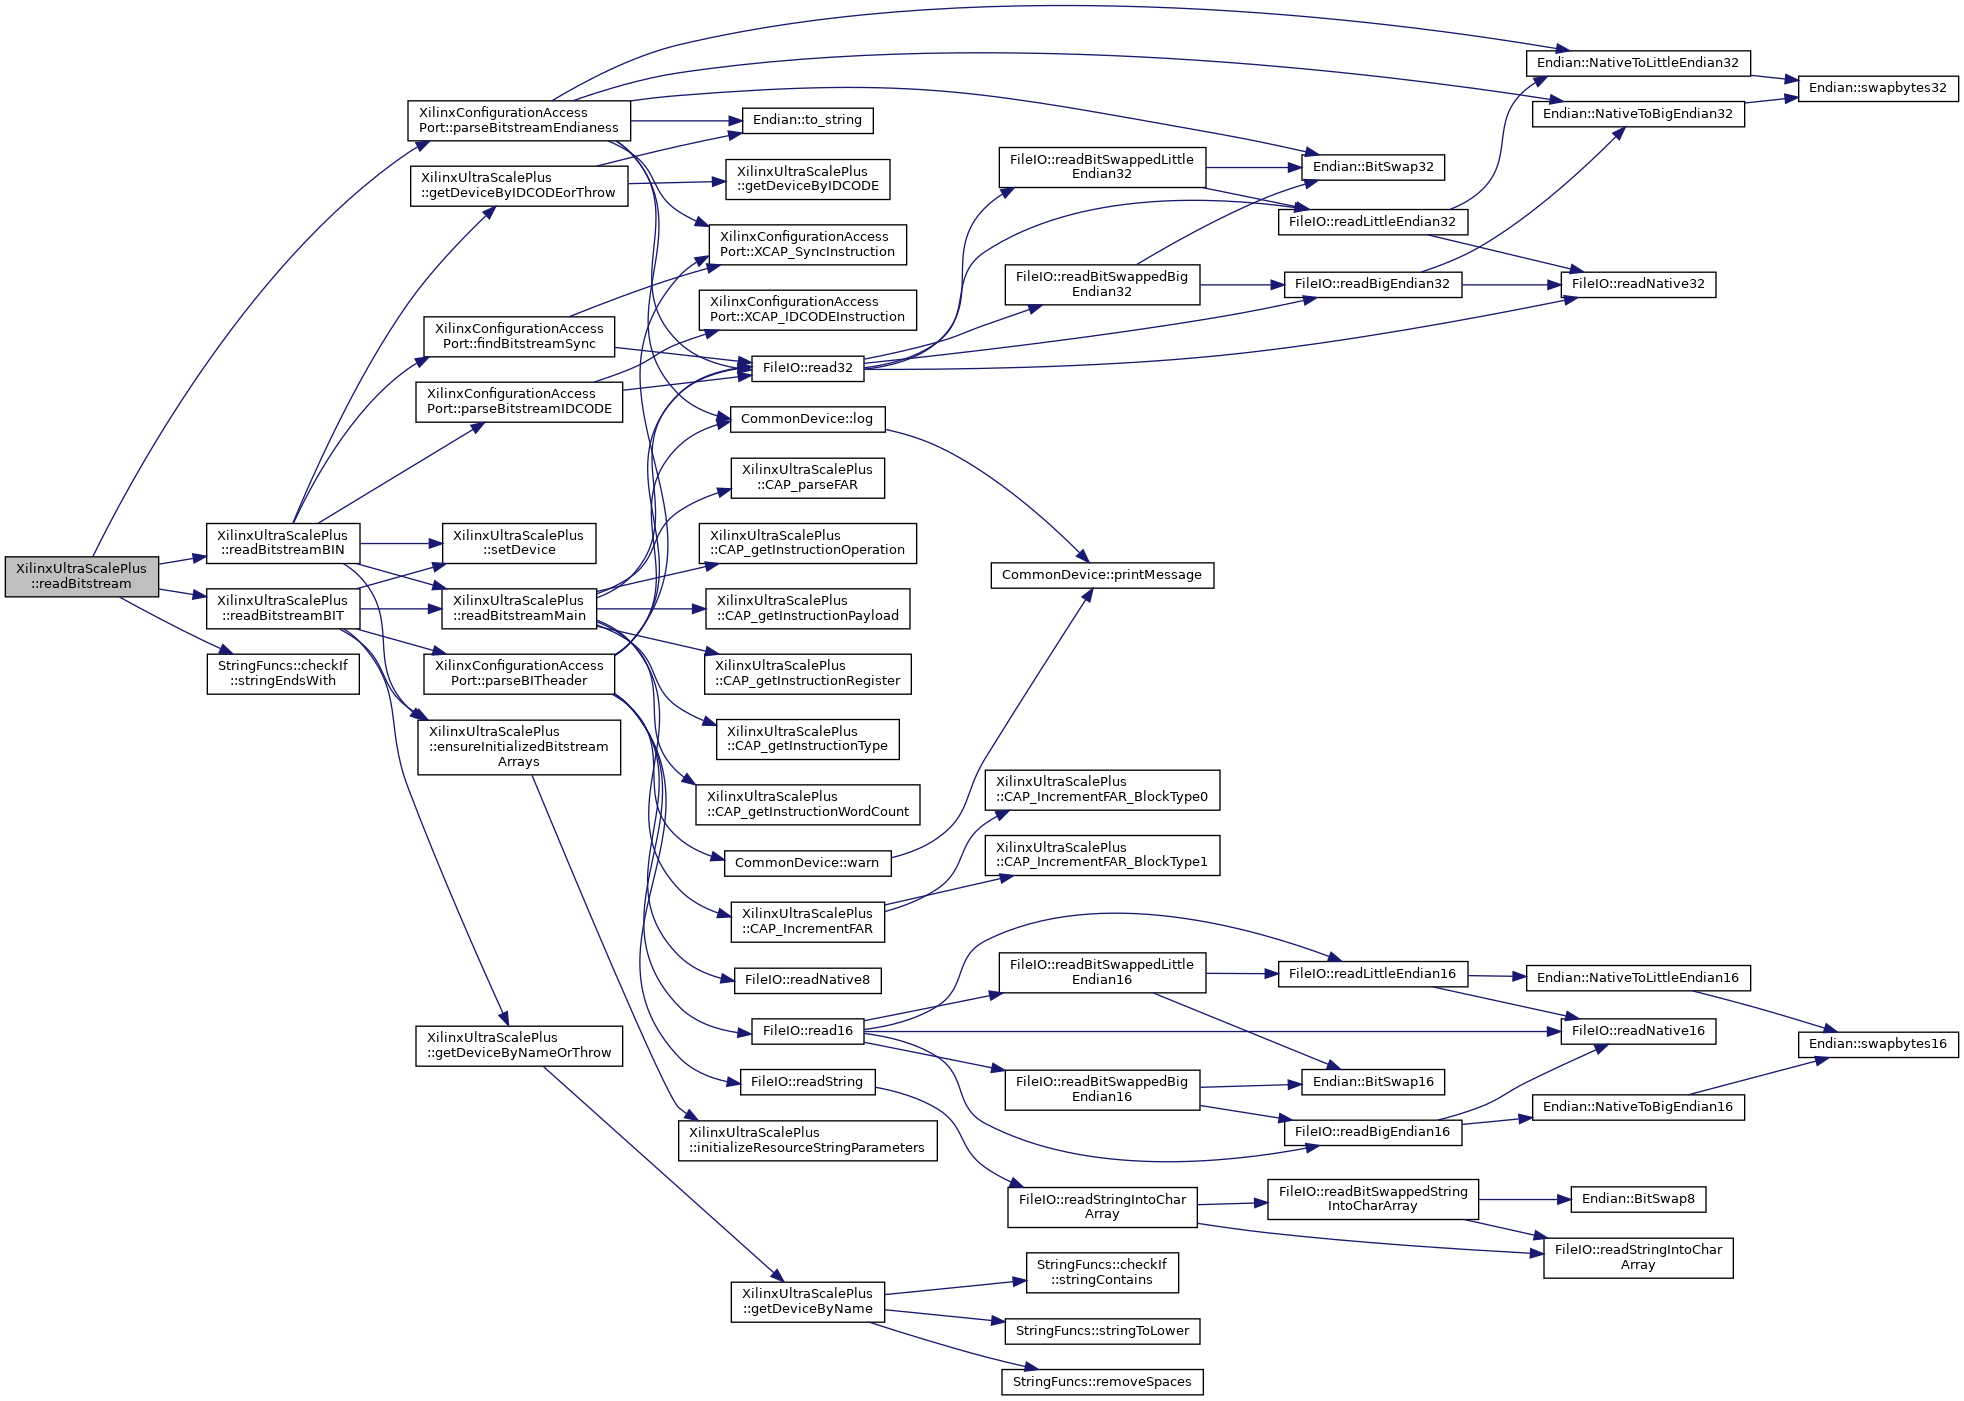 XilinxUltraScalePlus
::readBitstream
XilinxConfigurationAccess
Port::parseBitstreamEndianess
XilinxUltraScalePlus
::getDeviceByIDCODEorThrow
XilinxConfigurationAccess
Port::findBitstreamSync
XilinxConfigurationAccess
Port::parseBitstreamIDCODE
XilinxUltraScalePlus
::readBitstreamBIN
XilinxUltraScalePlus
::readBitstreamBIT
StringFuncs::checkIf
::stringEndsWith
XilinxUltraScalePlus
::setDevice
XilinxUltraScalePlus
::readBitstreamMain
XilinxConfigurationAccess
Port::parseBITheader
XilinxUltraScalePlus
::ensureInitializedBitstream
Arrays
XilinxUltraScalePlus
::getDeviceByNameOrThrow
Endian::to_string
XilinxUltraScalePlus
::getDeviceByIDCODE
XilinxConfigurationAccess
Port::XCAP_SyncInstruction
XilinxConfigurationAccess
Port::XCAP_IDCODEInstruction
FileIO::read32
CommonDevice::log
XilinxUltraScalePlus
::CAP_parseFAR
XilinxUltraScalePlus
::CAP_getInstructionOperation
XilinxUltraScalePlus
::CAP_getInstructionPayload
XilinxUltraScalePlus
::CAP_getInstructionRegister
XilinxUltraScalePlus
::CAP_getInstructionType
XilinxUltraScalePlus
::CAP_getInstructionWordCount
CommonDevice::warn
XilinxUltraScalePlus
::CAP_IncrementFAR
FileIO::readNative8
FileIO::read16
FileIO::readString
XilinxUltraScalePlus
::initializeResourceStringParameters
XilinxUltraScalePlus
::getDeviceByName
FileIO::readBitSwappedLittle
Endian32
FileIO::readBitSwappedBig
Endian32
CommonDevice::printMessage
XilinxUltraScalePlus
::CAP_IncrementFAR_BlockType0
XilinxUltraScalePlus
::CAP_IncrementFAR_BlockType1
FileIO::readBitSwappedLittle
Endian16
FileIO::readBitSwappedBig
Endian16
FileIO::readStringIntoChar
Array
StringFuncs::checkIf
::stringContains
StringFuncs::stringToLower
StringFuncs::removeSpaces
Endian::BitSwap32
FileIO::readLittleEndian32
FileIO::readBigEndian32
FileIO::readLittleEndian16
Endian::BitSwap16
FileIO::readBigEndian16
FileIO::readBitSwappedString
IntoCharArray
Endian::NativeToLittleEndian32
Endian::NativeToBigEndian32
FileIO::readNative32
Endian::NativeToLittleEndian16
FileIO::readNative16
Endian::NativeToBigEndian16
Endian::BitSwap8
FileIO::readStringIntoChar
Array
Endian::swapbytes32
Endian::swapbytes16